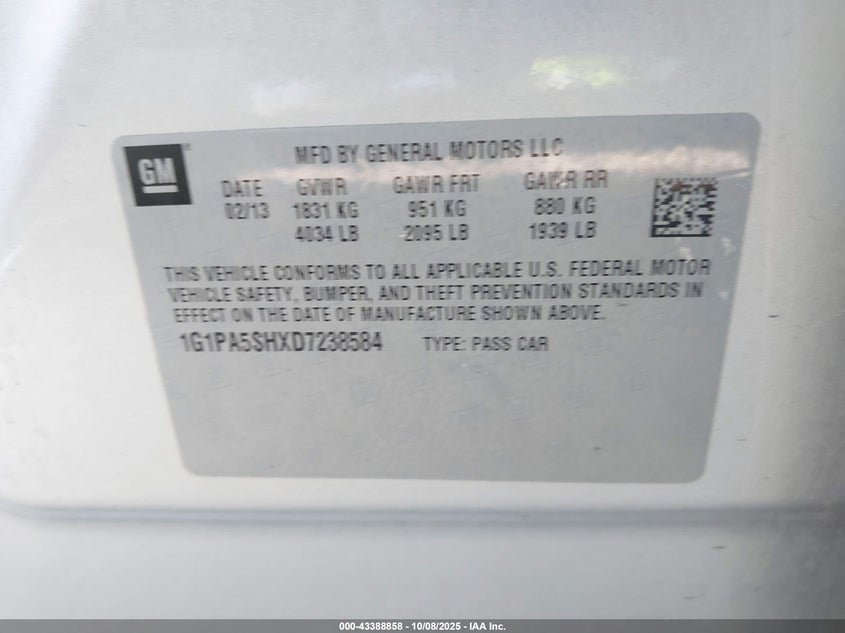 GM
MFD BY GENERAL MOTORS LLC
DATE GVWR GAWR FRT GAWR RR
02/13 1831 KG 951 KG 880 KG
4034 LB 2095 LB 1939 LB
THIS VEHICLE CONFORMS TO ALL APPLICABLE U.S. FEDERAL MOTOR
VEHICLE SAFETY, BUMPER, AND THEFT PREVENTION STANDARDS IN
EFFECT ON THE DATE OF MANUFACTURE SHOWN ABOVE.
1G1PA5SHXD7238584 TYPE: PASS CAR
000-43388858 - 10/08/2025 - IAA Inc.